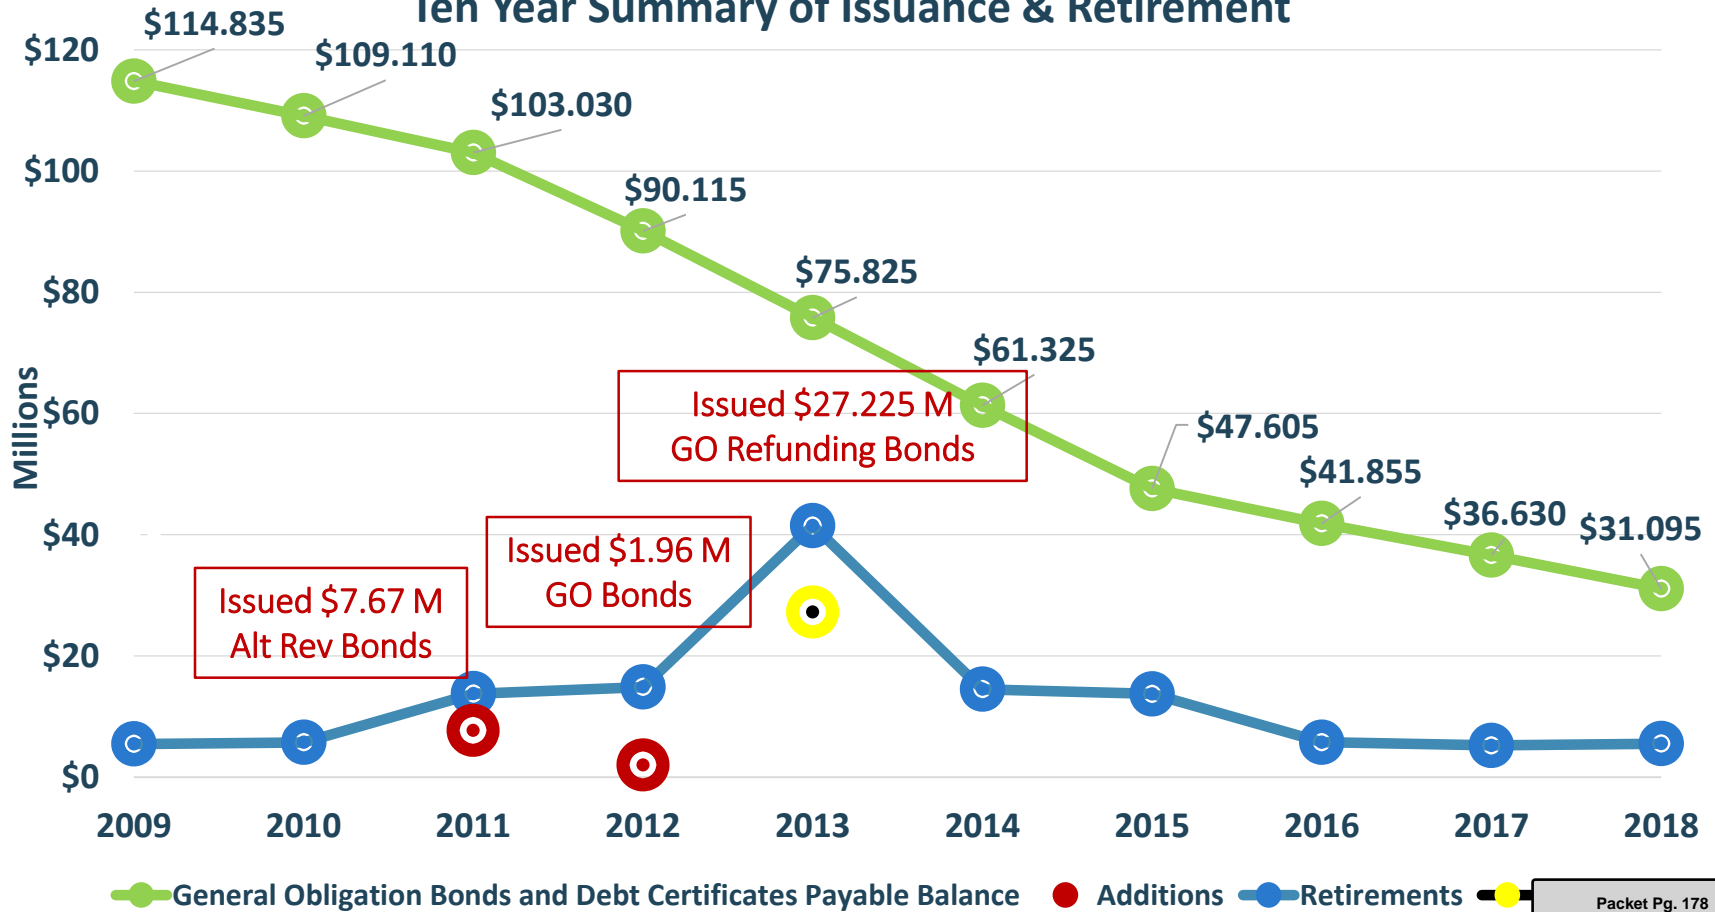 Ten Year Summary of Issuance & Retirement
$114.835
$109.110
$103.030
$90.115
$75.825
$61.325
$47.605
$41.855
$36.630
$31.095
$120
$100
$80
$60
$40
$20
$0
Millions
Issued $27.225 M
GO Refunding Bonds
Issued $1.96 M
GO Bonds
Issued $7.67 M
Alt Rev Bonds
2009 2010 2011 2012 2013 2014 2015 2016 2017 2018
General Obligation Bonds and Debt Certificates Payable Balance Additions Retirements
Packet Pg. 178